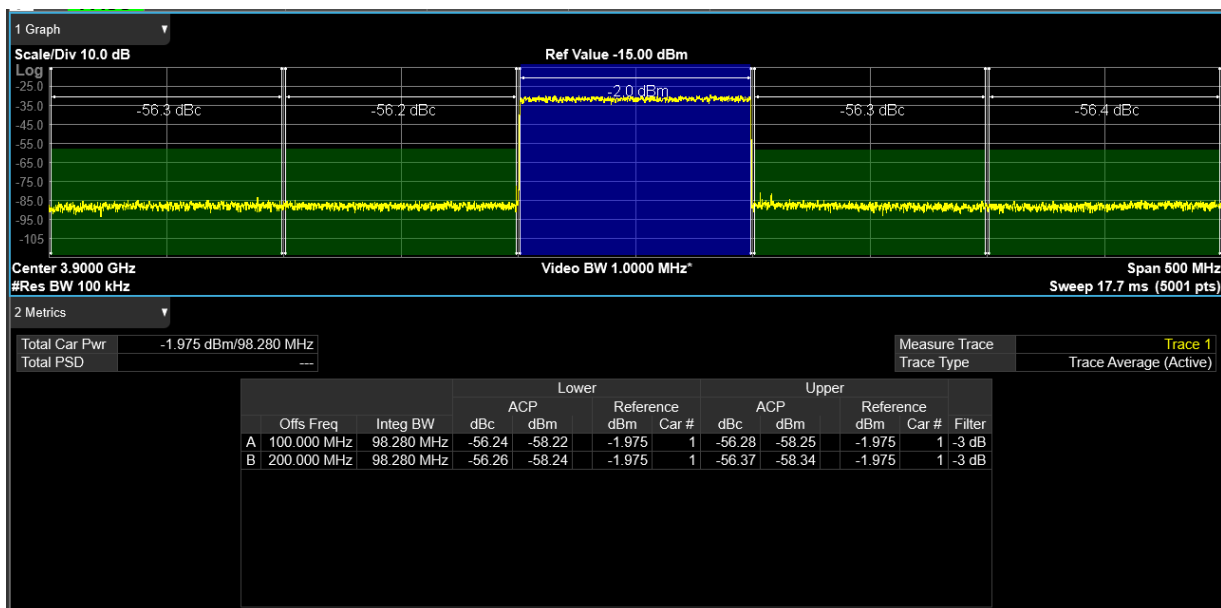 1 Graph
Scale/Div 10.0 dB Ref Value -15.00 dBm
Log
-25.0
-35.0
-45.0
-55.0
-65.0
-75.0
-85.0
-95.0
-105
-56.3 dBc -56.2 dBc -2.0 dBm -56.3 dBc -56.4 dBc
Center 3.9000 GHz Video BW 1.0000 MHz* Span 500 MHz
#Res BW 100 kHz Sweep 17.7 ms (5001 pts)
2 Metrics
Total Car Pwr -1.975 dBm/98.280 MHz Measure Trace Trace 1
Total PSD --- Trace Type Trace Average (Active)
Lower Upper
ACP Reference ACP Reference
Offs Freq Integ BW dBc dBm dBm Car # dBc dBm dBm Car # Filter
A 100.000 MHz 98.280 MHz -56.24 -58.22 -1.975 1 -56.28 -58.25 -1.975 1 -3 dB
B 200.000 MHz 98.280 MHz -56.26 -58.24 -1.975 1 -56.37 -58.34 -1.975 1 -3 dB